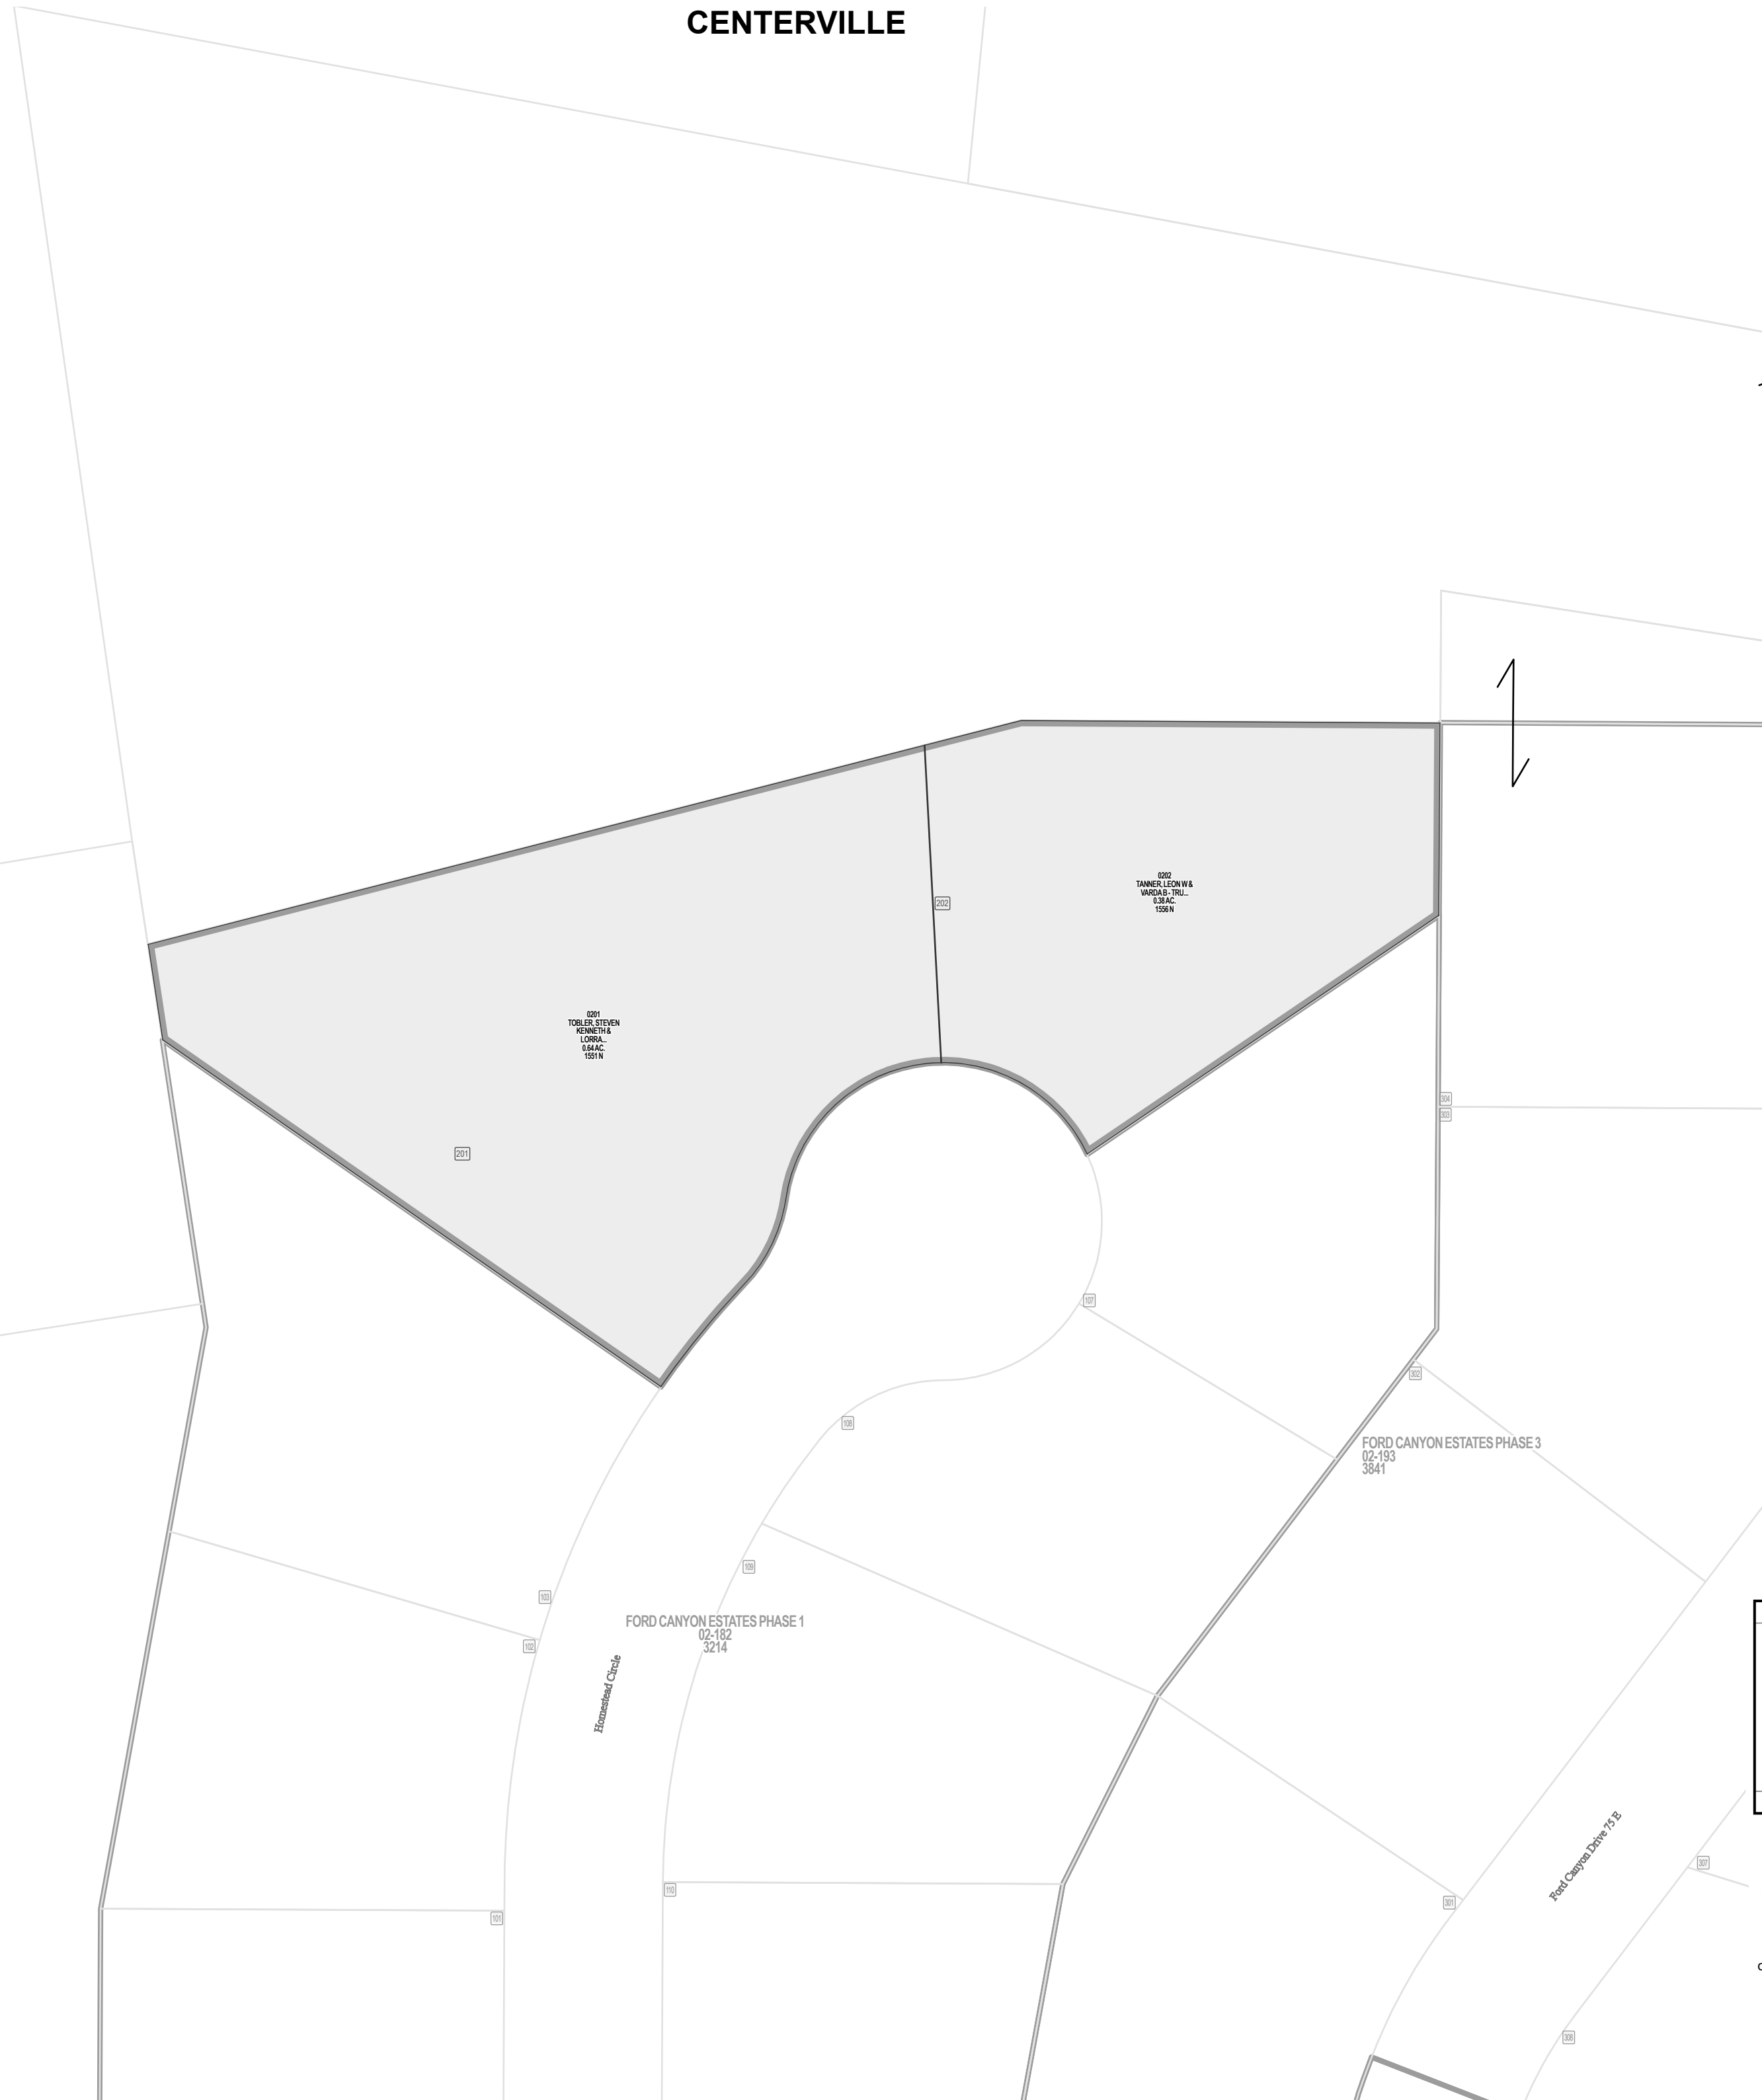 CENTERVILLE
0202
TANNER, LEON W &
VARDA B - TRU...
0.38 AC.
1556 N
202
0201
TOBLER, STEVEN
KENNETH &
LORRA...
0.64 AC.
1551 N
304
303
201
107
302
108
FORD CANYON ESTATES PHASE 3
02-193
3841
109
103
FORD CANYON ESTATES PHASE 1
02-182
3214
102
Homestead Circle
Ford Canyon Drive 75 E
307
110
301
101
308